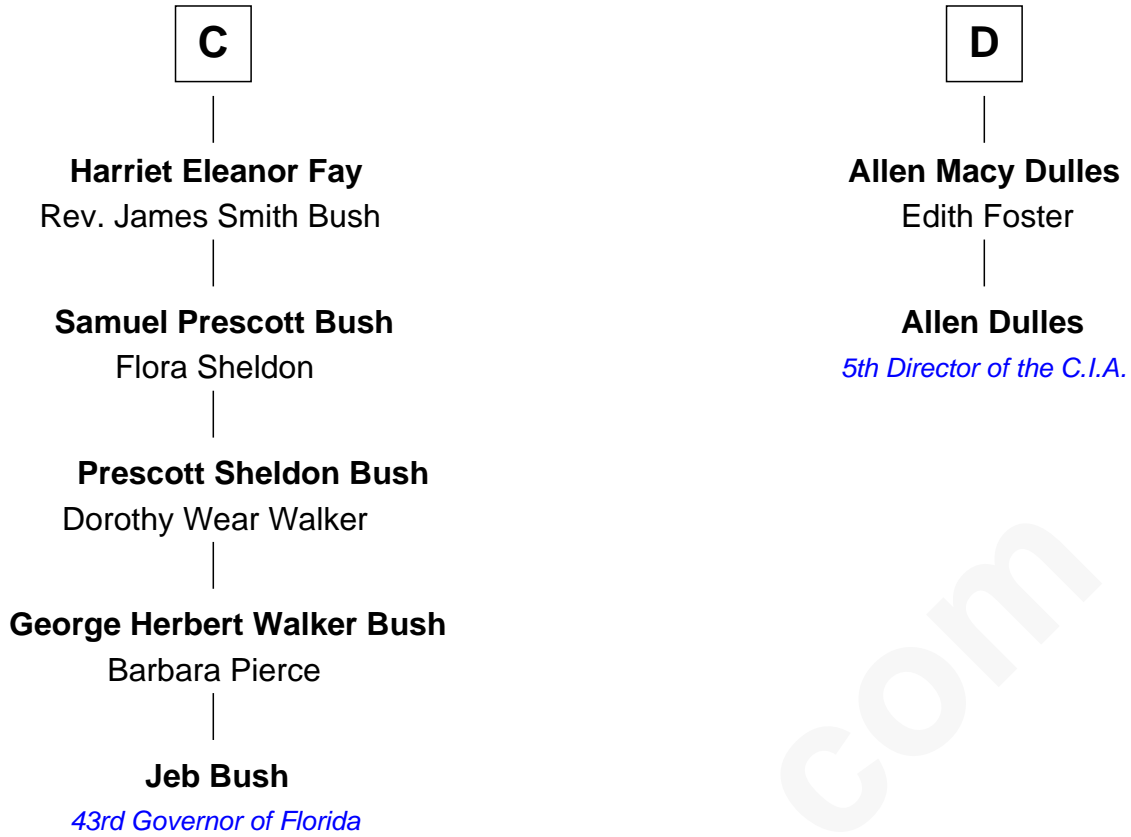 C
Harriet Eleanor Fay
Rev. James Smith Bush
Samuel Prescott Bush
Flora Sheldon
Prescott Sheldon Bush
Dorothy Wear Walker
George Herbert Walker Bush
Barbara Pierce
Jeb Bush
43rd Governor of Florida
D
Allen Macy Dulles
Edith Foster
Allen Dulles
5th Director of the C.I.A.
com